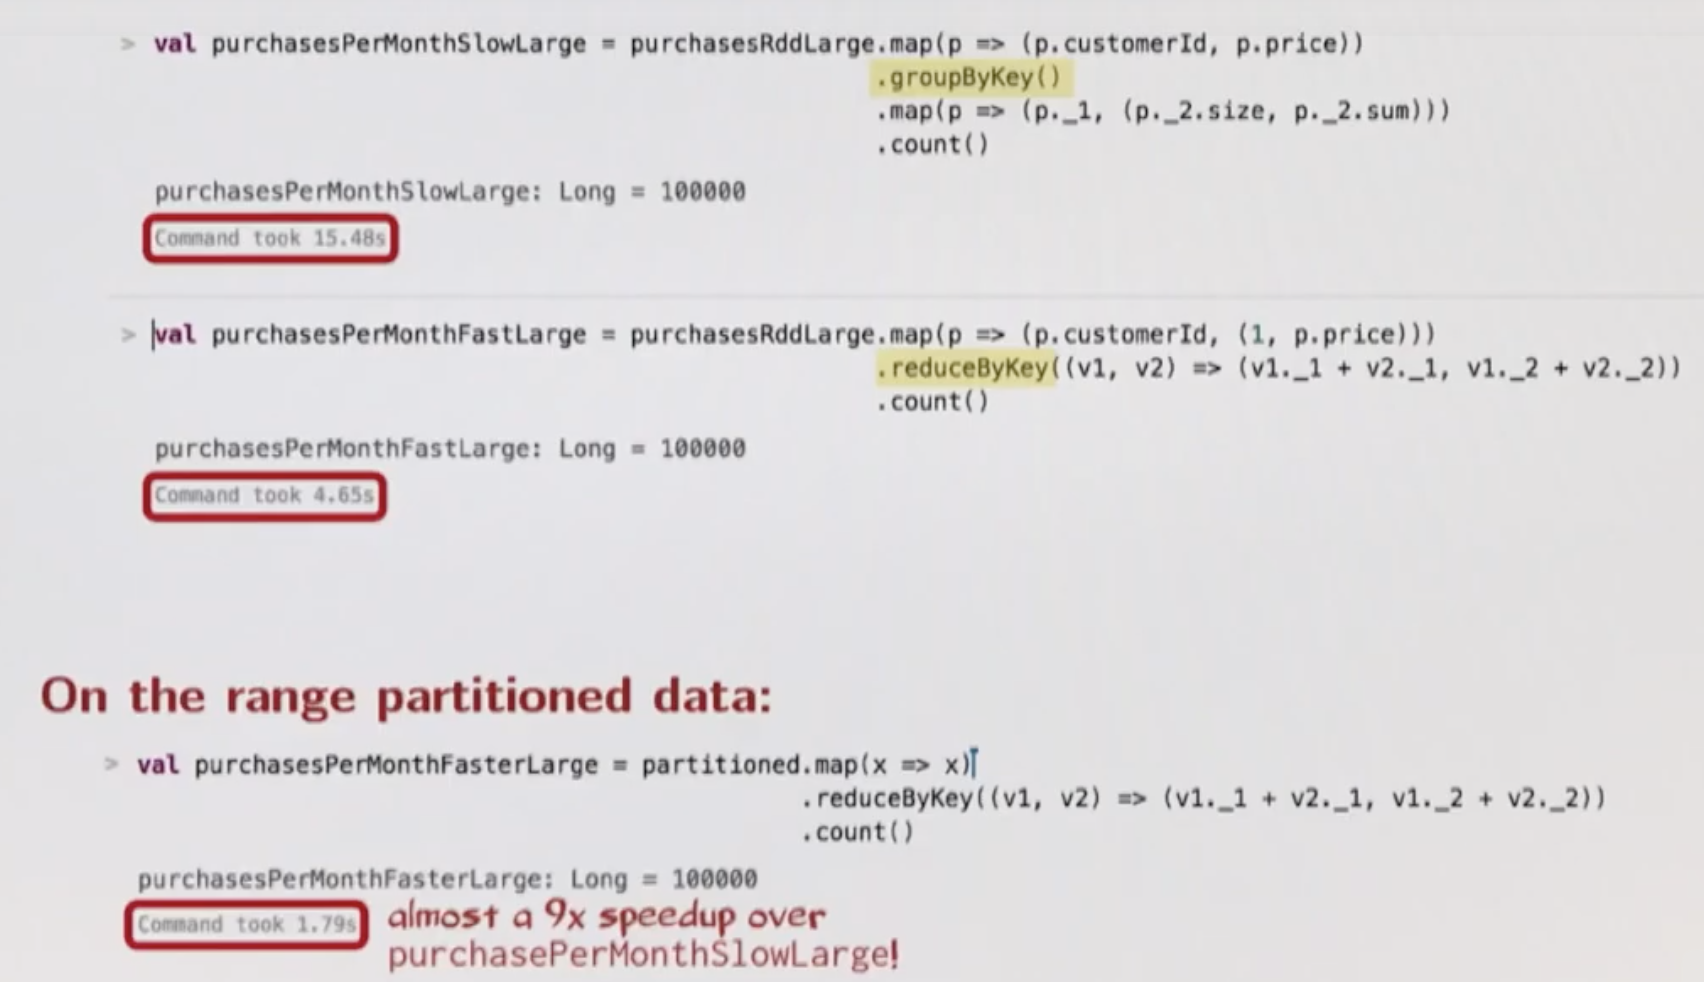 > val purchasesPerMonthSlowLarge = purchasesRddLarge.map(p => (p.customerId, p.price))
.groupByKey()
.map(p => (p._1, (p._2.size, p._2.sum)))
.count()
purchasesPerMonthSlowLarge: Long = 100000
Command took 15.48s
> val purchasesPerMonthFastLarge = purchasesRddLarge.map(p => (p.customerId, (1, p.price)))
.reduceByKey((v1, v2) => (v1._1 + v2._1, v1._2 + v2._2))
.count()
purchasesPerMonthFastLarge: Long = 100000
Command took 4.65s
On the range partitioned data:
> val purchasesPerMonthFasterLarge = partitioned.map(x => x)
.reduceByKey((v1, v2) => (v1._1 + v2._1, v1._2 + v2._2))
.count()
purchasesPerMonthFasterLarge: Long = 100000
Command took 1.79s
almost a 9x speedup over
purchasePerMonthSlowLarge!